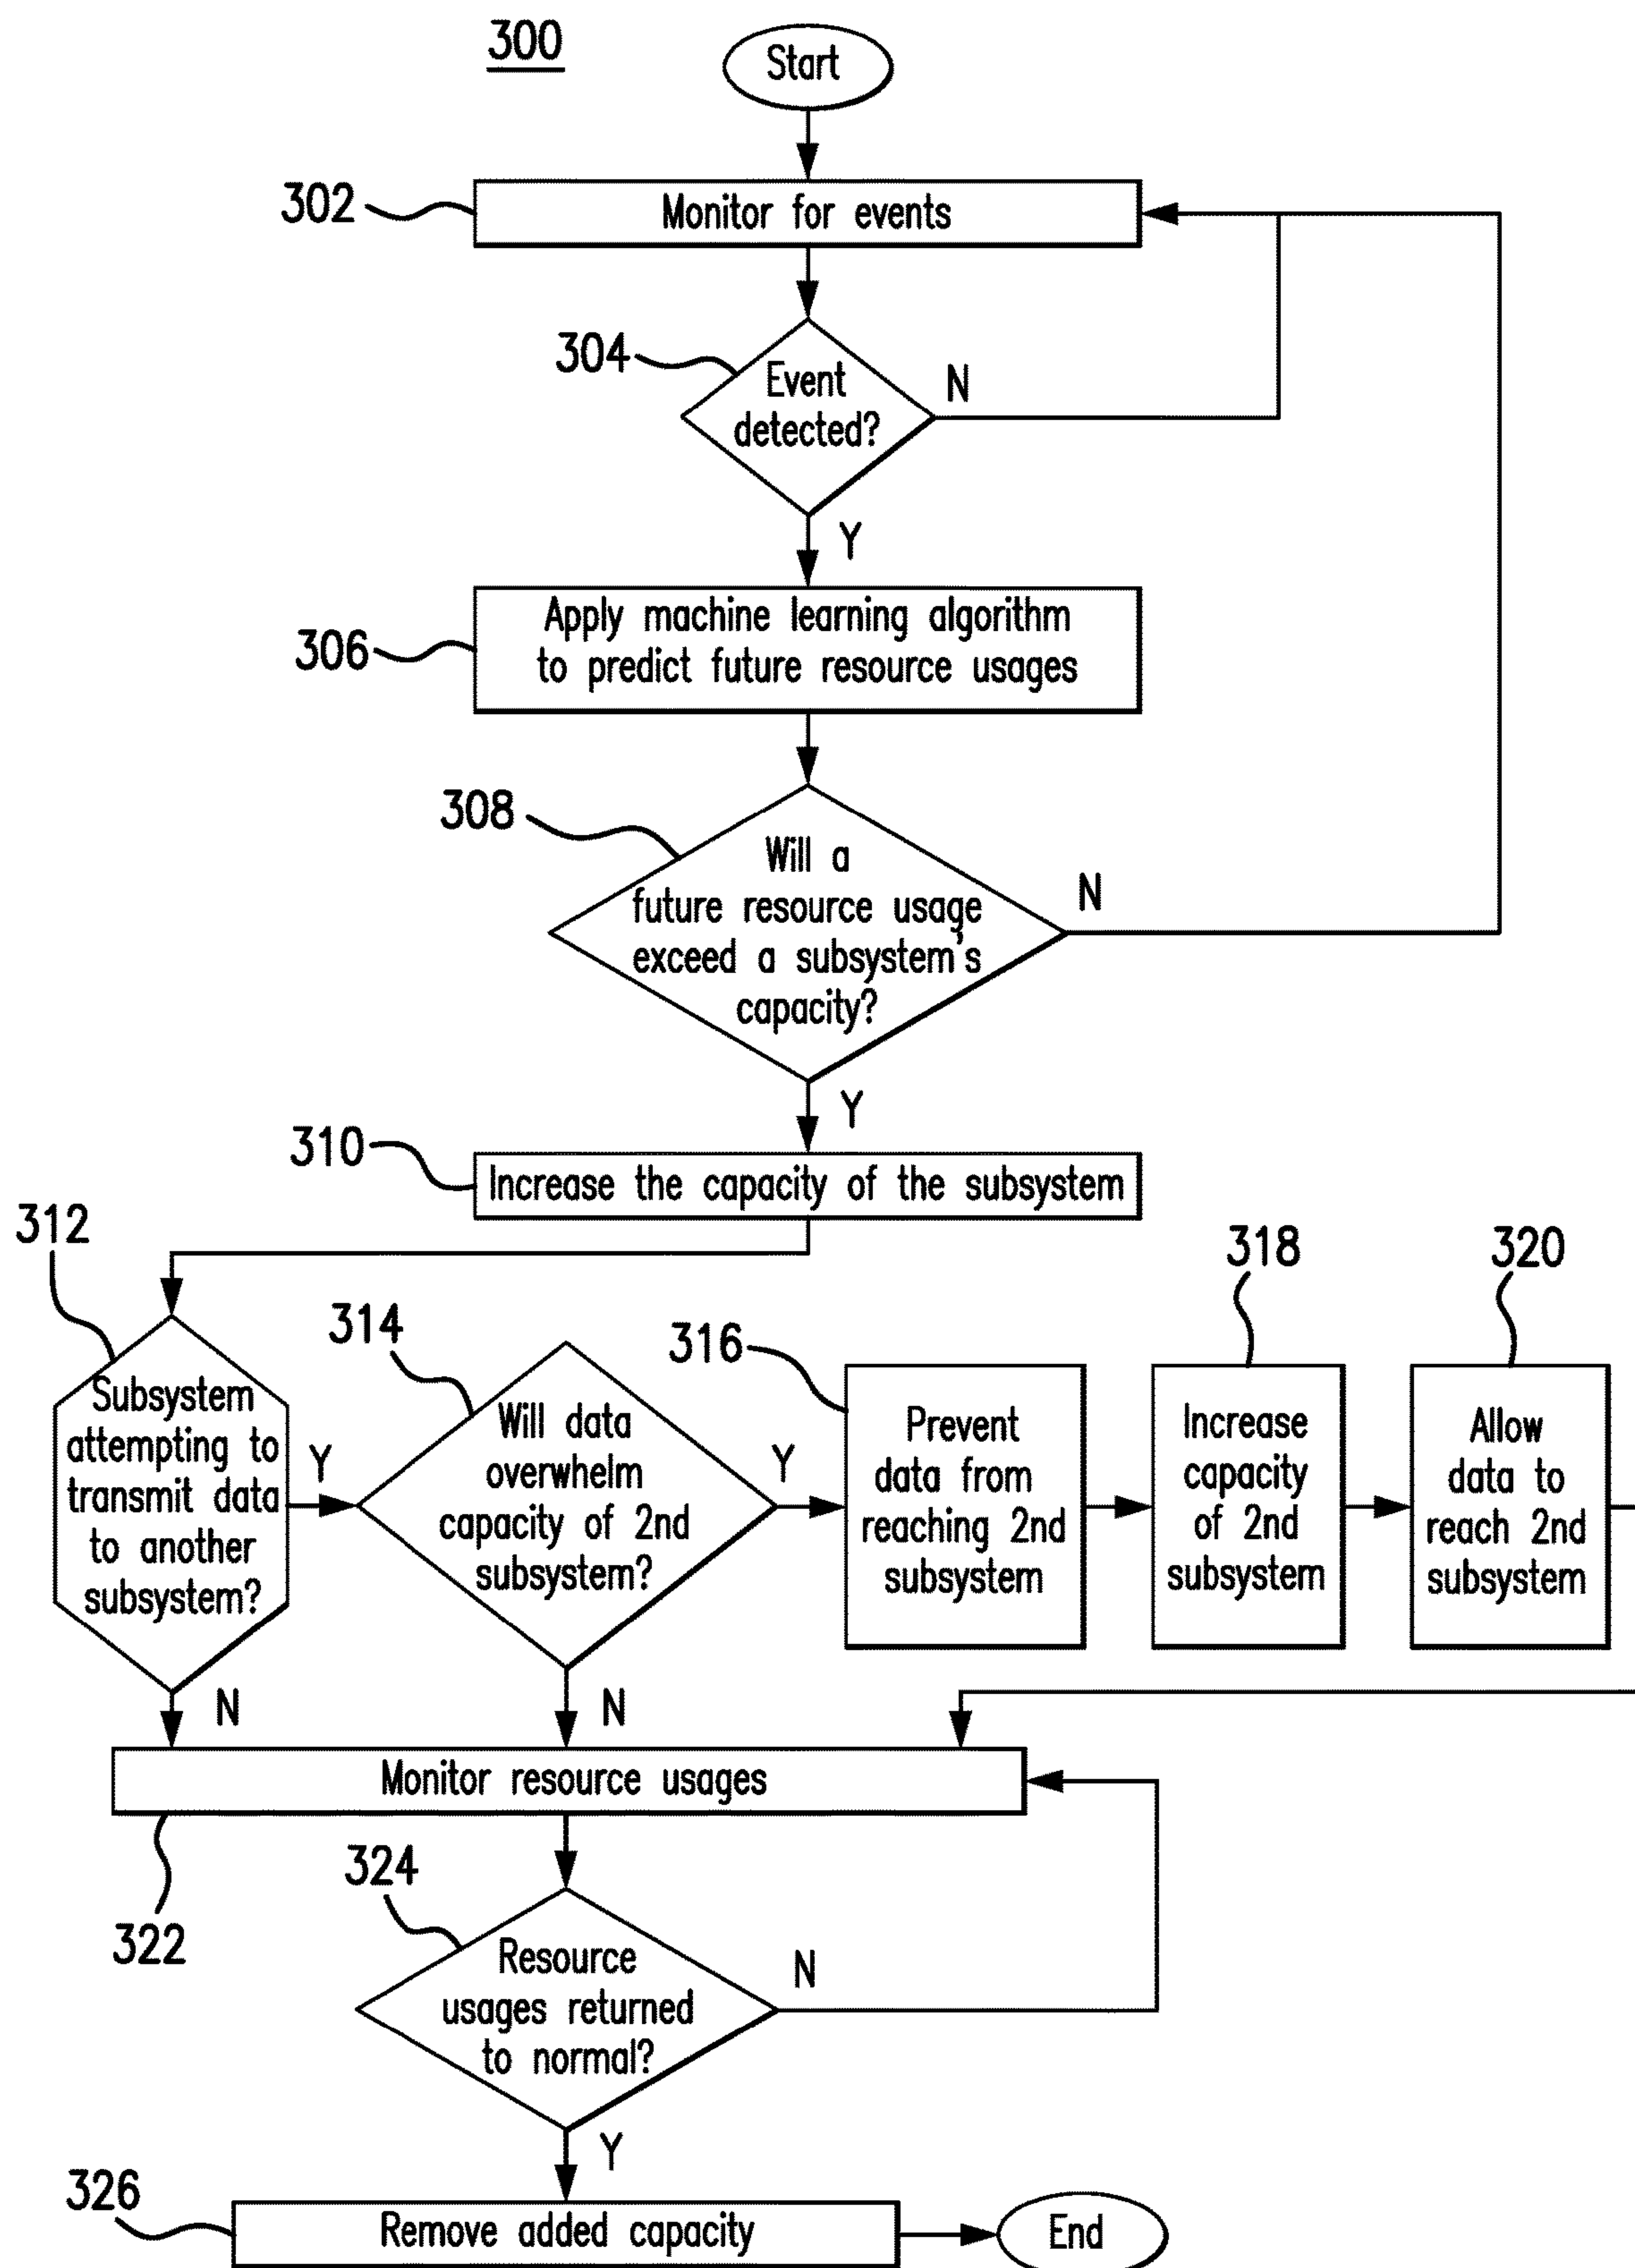 300
Start
302
Monitor for events
304
Event
detected?
N
Y
306
Apply machine learning algorithm
to predict future resource usages
308
Will a
future resource usage
exceed a subsystem's
capacity?
N
Y
310
Increase the capacity of the subsystem
312
Subsystem
attempting to
transmit data
to another
subsystem?
Y
N
314
Will data
overwhelm
capacity of 2nd
subsystem?
Y
N
316
Prevent
data from
reaching 2nd
subsystem
318
Increase
capacity
of 2nd
subsystem
320
Allow
data to
reach 2nd
subsystem
Monitor resource usages
322
324
Resource
usages returned
to normal?
N
Y
326
Remove added capacity
End